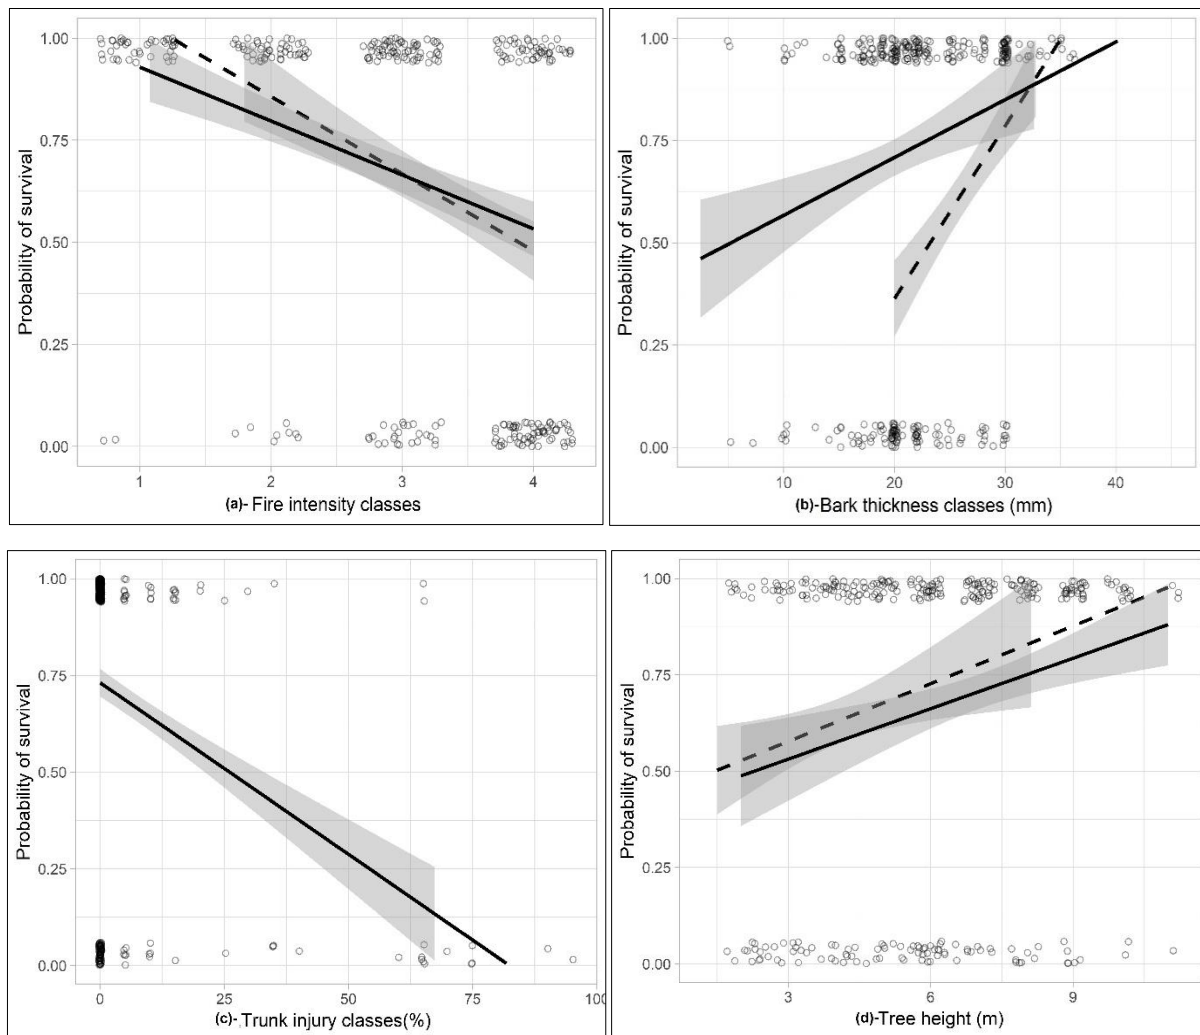 1.00
0.75
0.50
0.25
0.00
Probability of survival
1 2 3 4
(a)- Fire intensity classes
1.00
0.75
0.50
0.25
0.00
Probability of survival
10 20 30 40
(b)-Bark thickness classes (mm)
1.00
0.75
0.50
0.25
0.00
Probability of survival
0 25 50 75 100
(c)-.Trunk injury classes(%)
1.00
0.75
0.50
0.25
0.00
Probability of survival
3 6 9
(d)-Tree height (m)